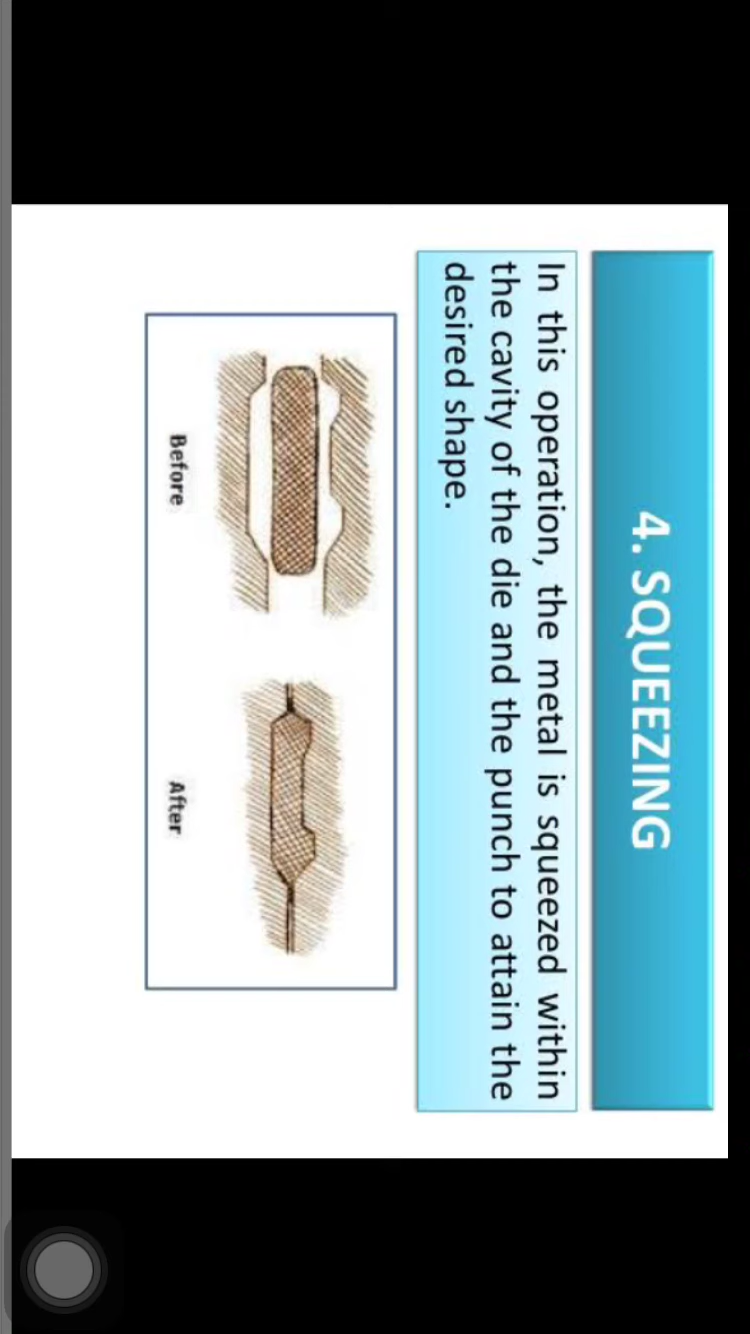 4. SQUEEZING
In this operation, the metal is squeezed within
the cavity of the die and the punch to attain the
desired shape.
Before
After